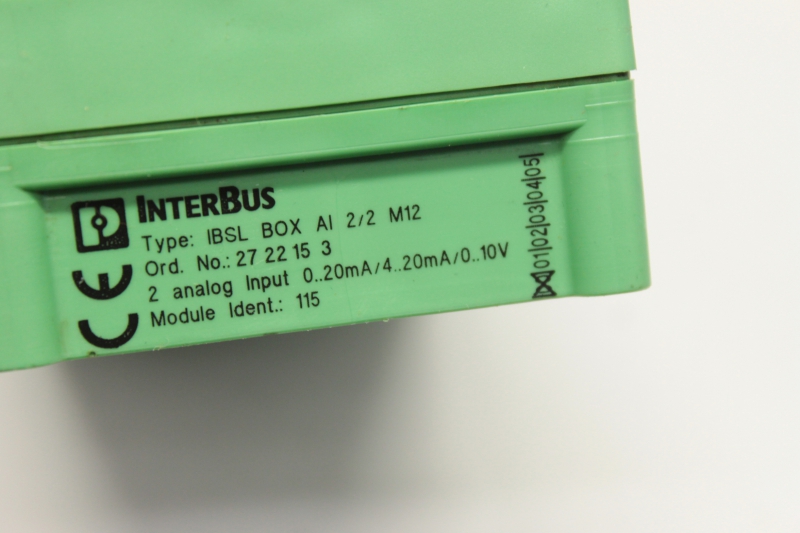 INTERBUS
Type: IBSL BOX AI 2/2 M12
Ord. No.: 27 22 15 3
2 analog Input 0..20mA/4..20mA/0..10V
Module Ident.: 115
CE
01|02|03|04|05|